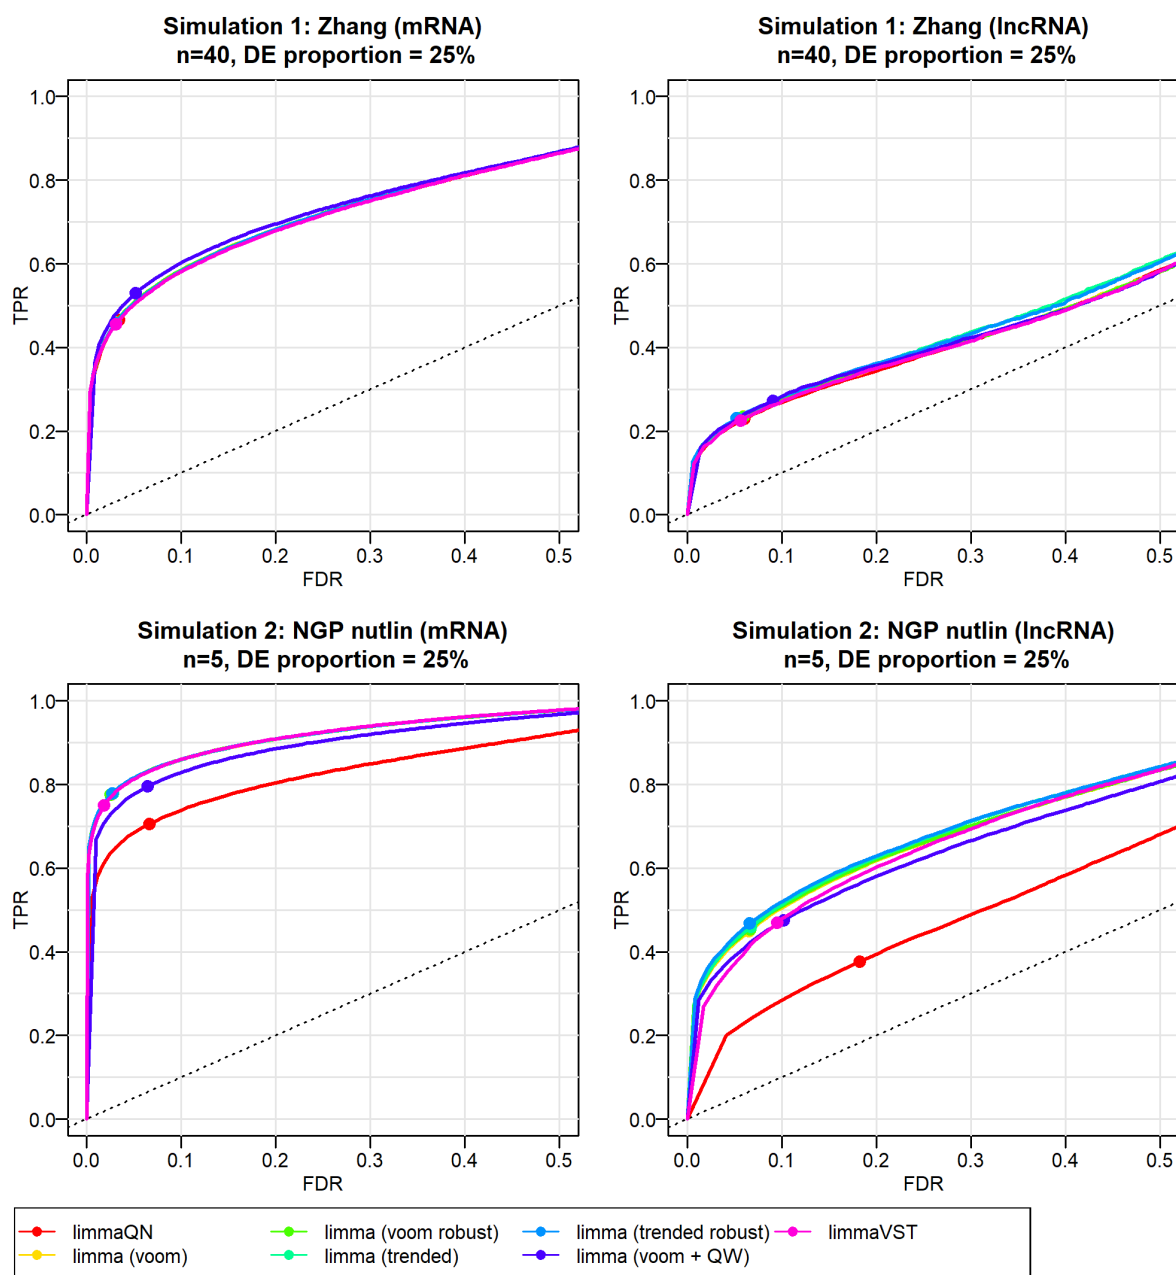 Simulation 1: Zhang (mRNA)
n=40, DE proportion = 25%
1.0
0.8
0.6
0.4
0.2
0.0
TPR
0.0 0.1 0.2 0.3 0.4 0.5
FDR
Simulation 1: Zhang (lncRNA)
n=40, DE proportion = 25%
1.0
0.8
0.6
0.4
0.2
0.0
TPR
0.0 0.1 0.2 0.3 0.4 0.5
FDR
Simulation 2: NGP nutlin (mRNA)
n=5, DE proportion = 25%
1.0
0.8
0.6
0.4
0.2
0.0
TPR
0.0 0.1 0.2 0.3 0.4 0.5
FDR
Simulation 2: NGP nutlin (lncRNA)
n=5, DE proportion = 25%
1.0
0.8
0.6
0.4
0.2
0.0
TPR
0.0 0.1 0.2 0.3 0.4 0.5
FDR
limmaQN limma (voom robust) limma (trended robust) limmaVST
limma (voom) limma (trended) limma (voom + QW)